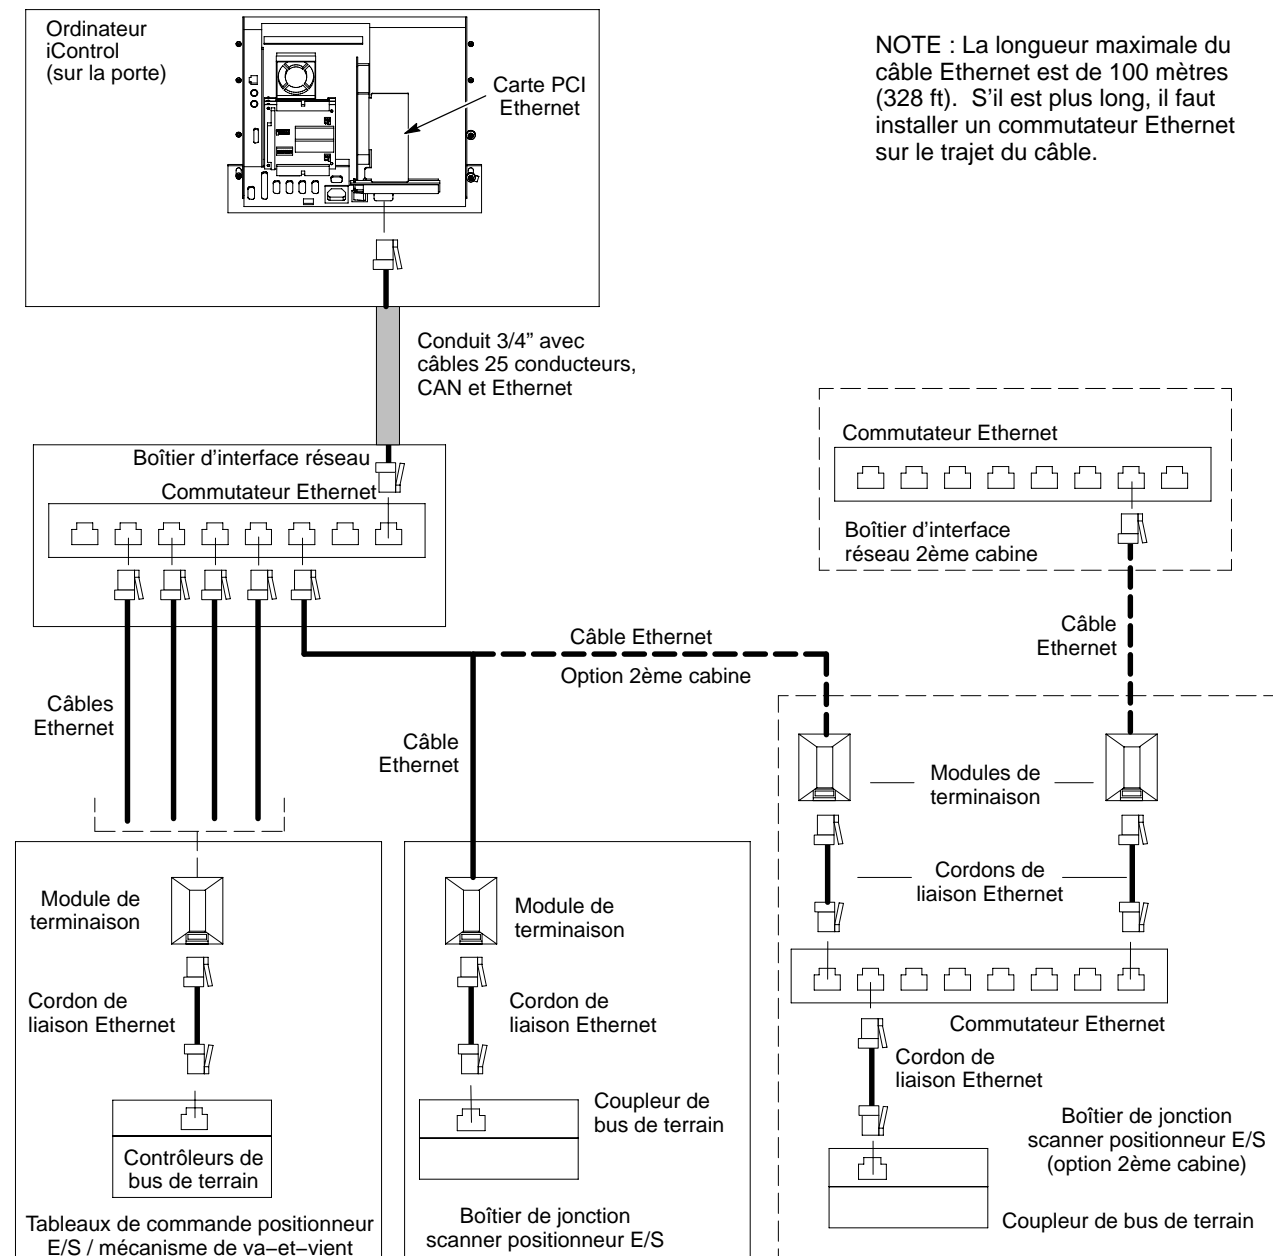 Ordinateur
iControl
(sur la porte)
Carte PCI
Ethernet
NOTE : La longueur maximale du
câble Ethernet est de 100 mètres
(328 ft).  S'il est plus long, il faut
installer un commutateur Ethernet
sur le trajet du câble.
Conduit 3/4” avec
câbles 25 conducteurs,
CAN et Ethernet
Boîtier d'interface réseau
Commutateur Ethernet
Commutateur Ethernet
Boîtier d'interface
réseau 2ème cabine
Câble Ethernet
Option 2ème cabine
Câble
Ethernet
Câbles
Ethernet
Câble
Ethernet
Modules de
terminaison
Module de
terminaison
Module de
terminaison
Cordons de
liaison Ethernet
Cordon de
liaison Ethernet
Cordon de
liaison Ethernet
Commutateur Ethernet
Cordon de
liaison Ethernet
Contrôleurs de
bus de terrain
Coupleur de
bus de terrain
Boîtier de jonction
scanner positionneur E/S
(option 2ème cabine)
Tableaux de commande positionneur
E/S / mécanisme de va−et−vient
Boîtier de jonction
scanner positionneur E/S
Coupleur de bus de terrain